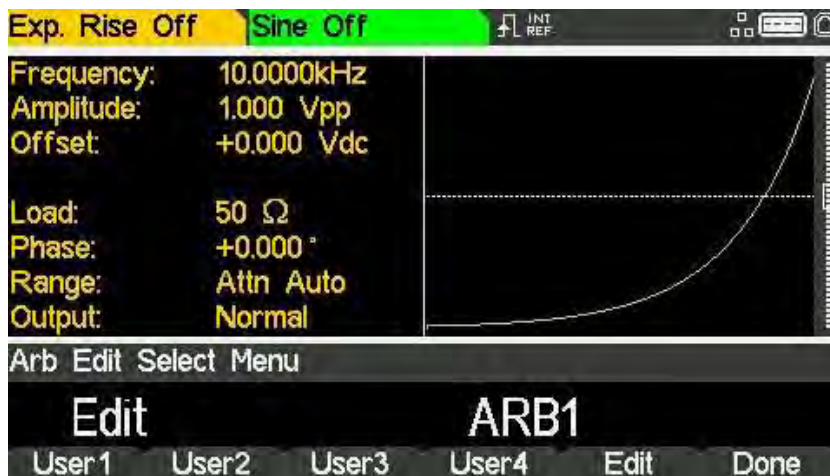 Exp. Rise Off Sine Off INT REF
Frequency: 10.0000kHz
Amplitude: 1.000 Vpp
Offset: +0.000 Vdc
Load: 50 Ω
Phase: +0.000°
Range: Attn Auto
Output: Normal
Arb Edit Select Menu
Edit ARB1
User1 User2 User3 User4 Edit Done